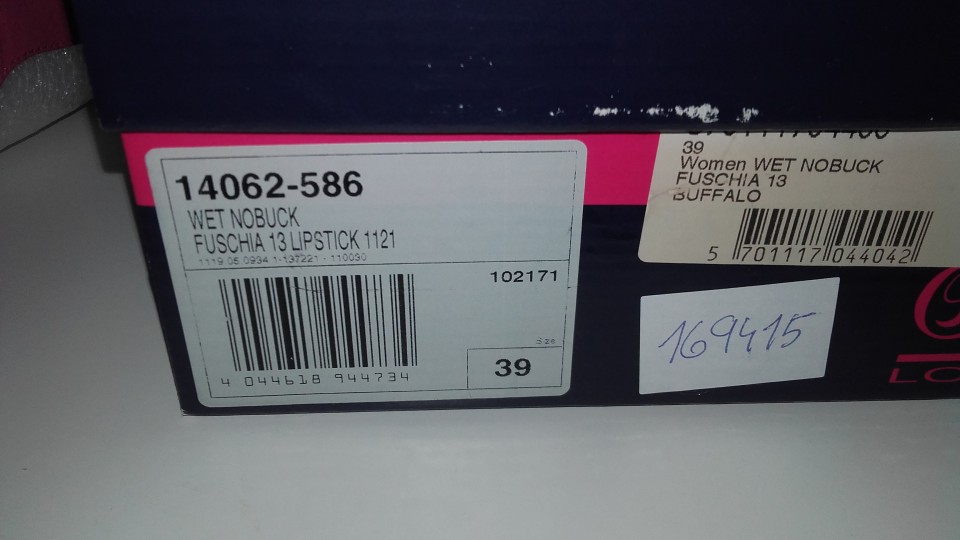 14062-586
WET NOBUCK
FUSCHIA 13 LIPSTICK 1121
102171
Size
39
4 044618 944734
39
Women WET NOBUCK
FUSCHIA 13
BUFFALO
5 701117 044042
169415